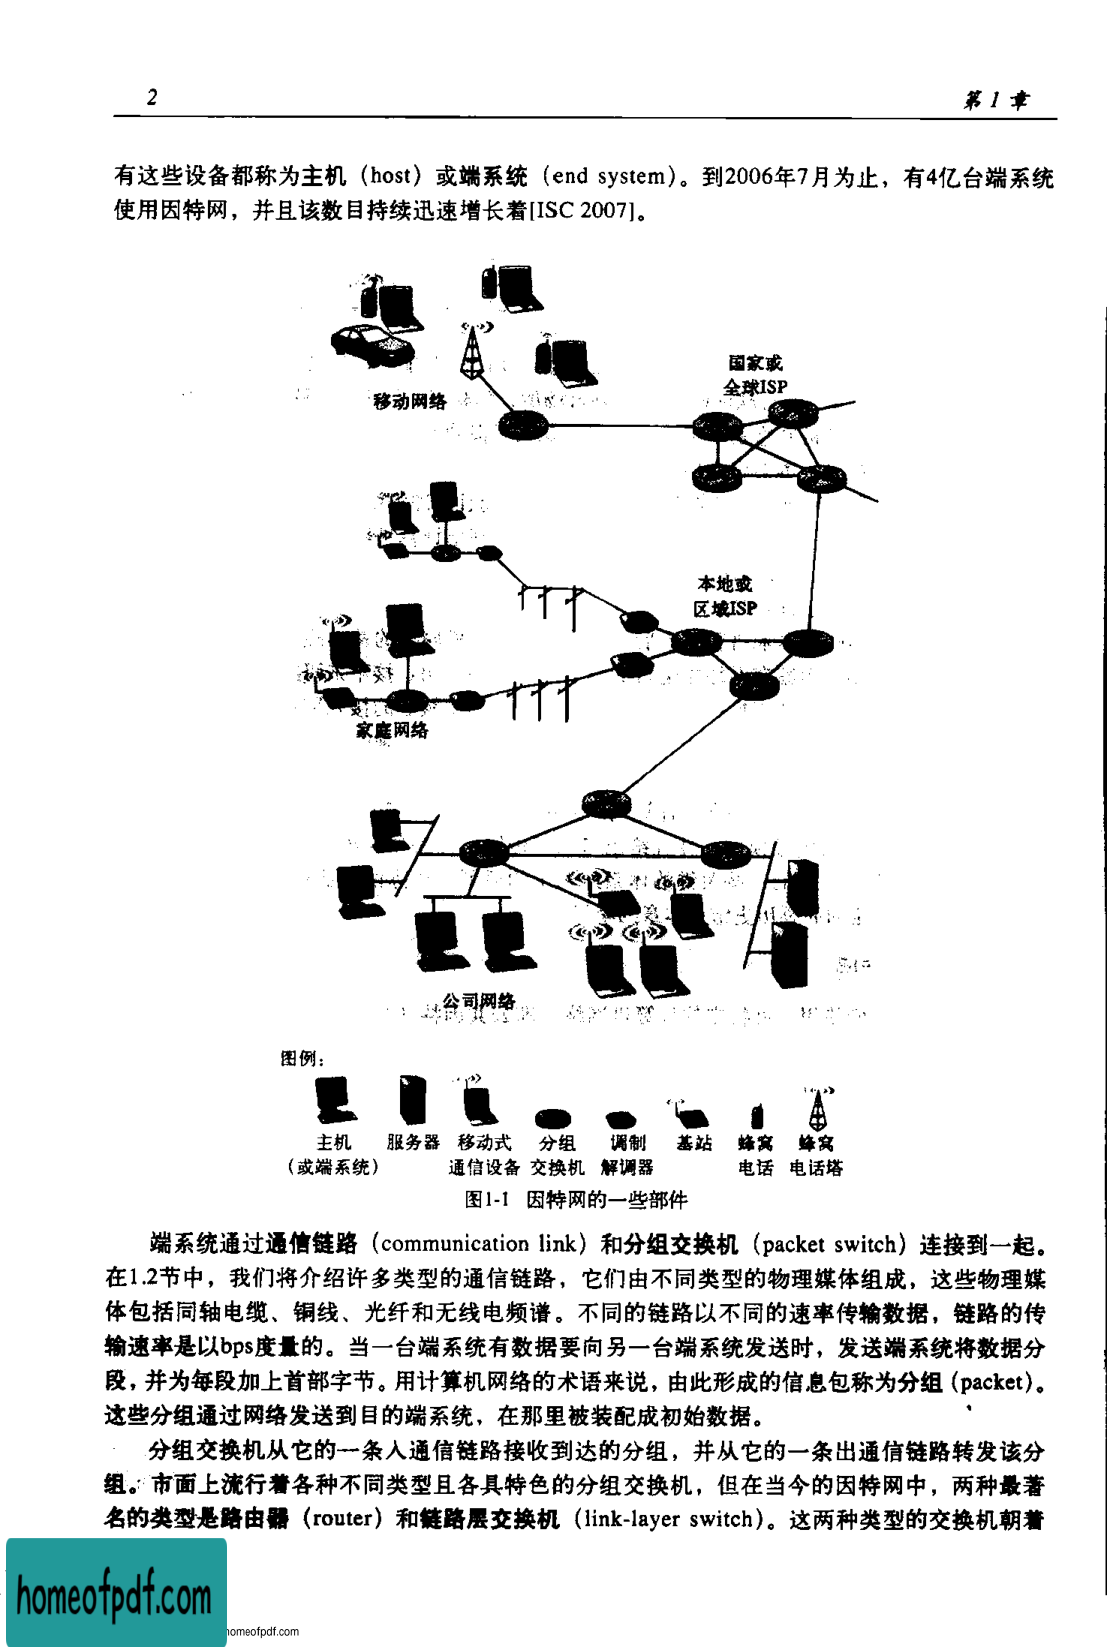 2
第1章
有这些设备都称为主机（host）或端系统（end system）。到2006年7月为止，有4亿台端系统
使用因特网，并且该数目持续迅速增长着[ISC 2007]。
国家或
全球ISP
移动网络
本地或
区域ISP
家庭网络
公司网络
图例：
主机 服务器 移动式 分组 调制 基站 蜂窝 蜂窝
（或端系统） 通信设备 交换机 解调器 电话 电话塔
图1-1 因特网的一些部件
端系统通过通信链路（communication link）和分组交换机（packet switch）连接到一起。
在1.2节中，我们将介绍许多类型的通信链路，它们由不同类型的物理媒体组成，这些物理媒
体包括同轴电缆、铜线、光纤和无线电频谱。不同的链路以不同的速率传输数据，链路的传
输速率是以bps度量的。当一台端系统有数据要向另一台端系统发送时，发送端系统将数据分
段，并为每段加上首部字节。用计算机网络的术语来说，由此形成的信息包称为分组（packet）。
这些分组通过网络发送到目的端系统，在那里被装配成初始数据。
分组交换机从它的一条入通信链路接收到达的分组，并从它的一条出通信链路转发该分
组。市面上流行着各种不同类型且各具特色的分组交换机，但在当今的因特网中，两种最著
名的类型是路由器（router）和链路层交换机（link-layer switch）。这两种类型的交换机朝着
homeofpdf.com
homeofpdf.com